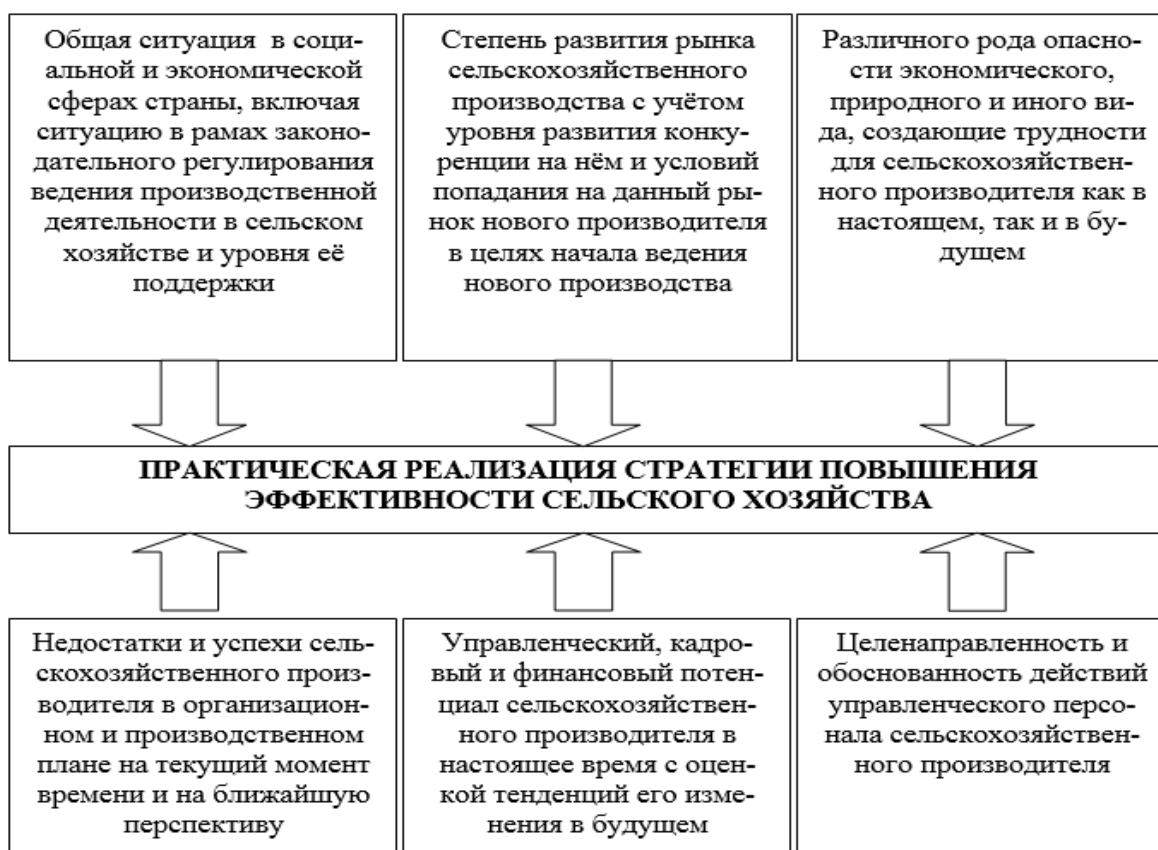 Общая ситуация в соци-
альной и экономической
сферах страны, включая
ситуацию в рамах законо-
дательного регулирования
ведения производственной
деятельности в сельском
хозяйстве и уровня её
поддержки
Степень развития рынка
сельскохозяйственного
производства с учётом
уровня развития конку-
ренции на нём и условий
попадания на данный ры-
нок нового производителя
в целях начала ведения
нового производства
Различного рода опасно-
сти экономического,
природного и иного ви-
да, создающие трудности
для сельскохозяйствен-
ного производителя как в
настоящем, так и в бу-
дущем
ПРАКТИЧЕСКАЯ РЕАЛИЗАЦИЯ СТРАТЕГИИ ПОВЫШЕНИЯ
ЭФФЕКТИВНОСТИ СЕЛЬСКОГО ХОЗЯЙСТВА
Недостатки и успехи сель-
скохозяйственного произ-
водителя в организацион-
ном и производственном
плане на текущий момент
времени и на ближайшую
перспективу
Управленческий, кадро-
вый и финансовый потен-
циал сельскохозяйствен-
ного производителя в
настоящее время с оцен-
кой тенденций его изме-
нения в будущем
Целенаправленность и
обоснованность действий
управленческого персо-
нала сельскохозяйствен-
ного производителя